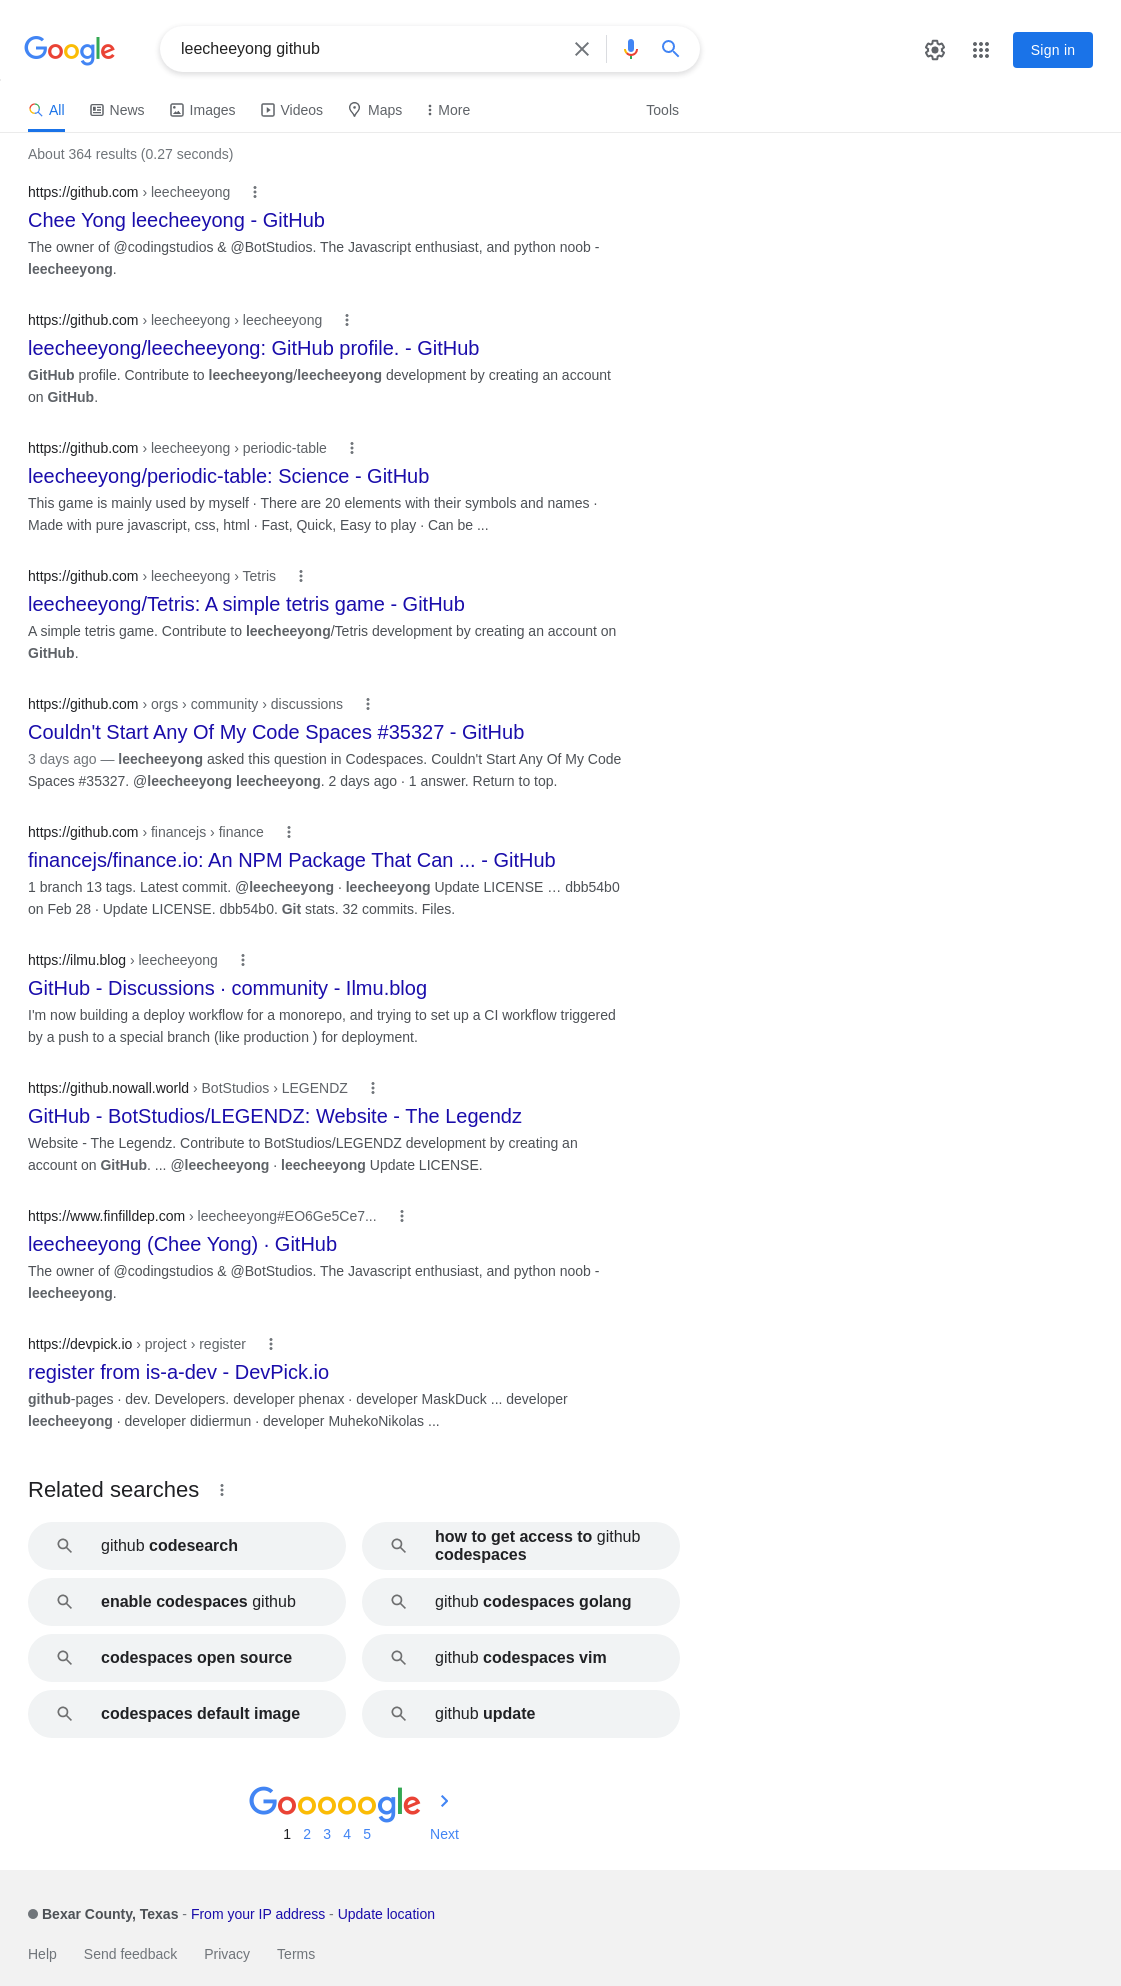 Google
leecheeyong github
Sign in
All
News
Images
Videos
Maps
More
Tools
About 364 results (0.27 seconds)
https://github.com › leecheeyong
Chee Yong leecheeyong - GitHub
The owner of @codingstudios & @BotStudios. The Javascript enthusiast, and python noob -
leecheeyong.
https://github.com › leecheeyong › leecheeyong
leecheeyong/leecheeyong: GitHub profile. - GitHub
GitHub profile. Contribute to leecheeyong/leecheeyong development by creating an account
on GitHub.
https://github.com › leecheeyong › periodic-table
leecheeyong/periodic-table: Science - GitHub
This game is mainly used by myself · There are 20 elements with their symbols and names ·
Made with pure javascript, css, html · Fast, Quick, Easy to play · Can be ...
https://github.com › leecheeyong › Tetris
leecheeyong/Tetris: A simple tetris game - GitHub
A simple tetris game. Contribute to leecheeyong/Tetris development by creating an account on
GitHub.
https://github.com › orgs › community › discussions
Couldn't Start Any Of My Code Spaces #35327 - GitHub
3 days ago — leecheeyong asked this question in Codespaces. Couldn't Start Any Of My Code
Spaces #35327. @leecheeyong leecheeyong. 2 days ago · 1 answer. Return to top.
https://github.com › financejs › finance
financejs/finance.io: An NPM Package That Can ... - GitHub
1 branch 13 tags. Latest commit. @leecheeyong · leecheeyong Update LICENSE … dbb54b0
on Feb 28 · Update LICENSE. dbb54b0. Git stats. 32 commits. Files.
https://ilmu.blog › leecheeyong
GitHub - Discussions · community - Ilmu.blog
I'm now building a deploy workflow for a monorepo, and trying to set up a CI workflow triggered
by a push to a special branch (like production ) for deployment.
https://github.nowall.world › BotStudios › LEGENDZ
GitHub - BotStudios/LEGENDZ: Website - The Legendz
Website - The Legendz. Contribute to BotStudios/LEGENDZ development by creating an
account on GitHub. ... @leecheeyong · leecheeyong Update LICENSE.
https://www.finfilldep.com › leecheeyong#EO6Ge5Ce7...
leecheeyong (Chee Yong) · GitHub
The owner of @codingstudios & @BotStudios. The Javascript enthusiast, and python noob -
leecheeyong.
https://devpick.io › project › register
register from is-a-dev - DevPick.io
github-pages · dev. Developers. developer phenax · developer MaskDuck ... developer
leecheeyong · developer didiermun · developer MuhekoNikolas ...
Related searches
github codesearch
how to get access to github
codespaces
enable codespaces github
github codespaces golang
codespaces open source
github codespaces vim
codespaces default image
github update
Gooooogle
1 2 3 4 5 Next
Bexar County, Texas - From your IP address - Update location
Help Send feedback Privacy Terms